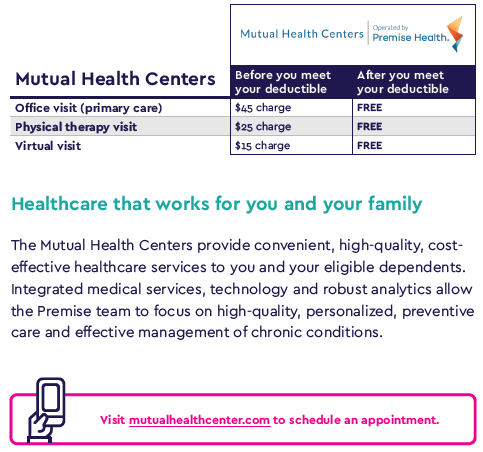 Mutual Health Centers
Operated by
Premise Health.
Mutual Health Centers
Before you meet
your deductible
After you meet
your deductible
Office visit (primary care) $45 charge FREE
Physical therapy visit $25 charge FREE
Virtual visit $15 charge FREE
Healthcare that works for you and your family
The Mutual Health Centers provide convenient, high-quality, cost-
effective healthcare services to you and your eligible dependents.
Integrated medical services, technology and robust analytics allow
the Premise team to focus on high-quality, personalized, preventive
care and effective management of chronic conditions.
Visit mutualhealthcenter.com to schedule an appointment.